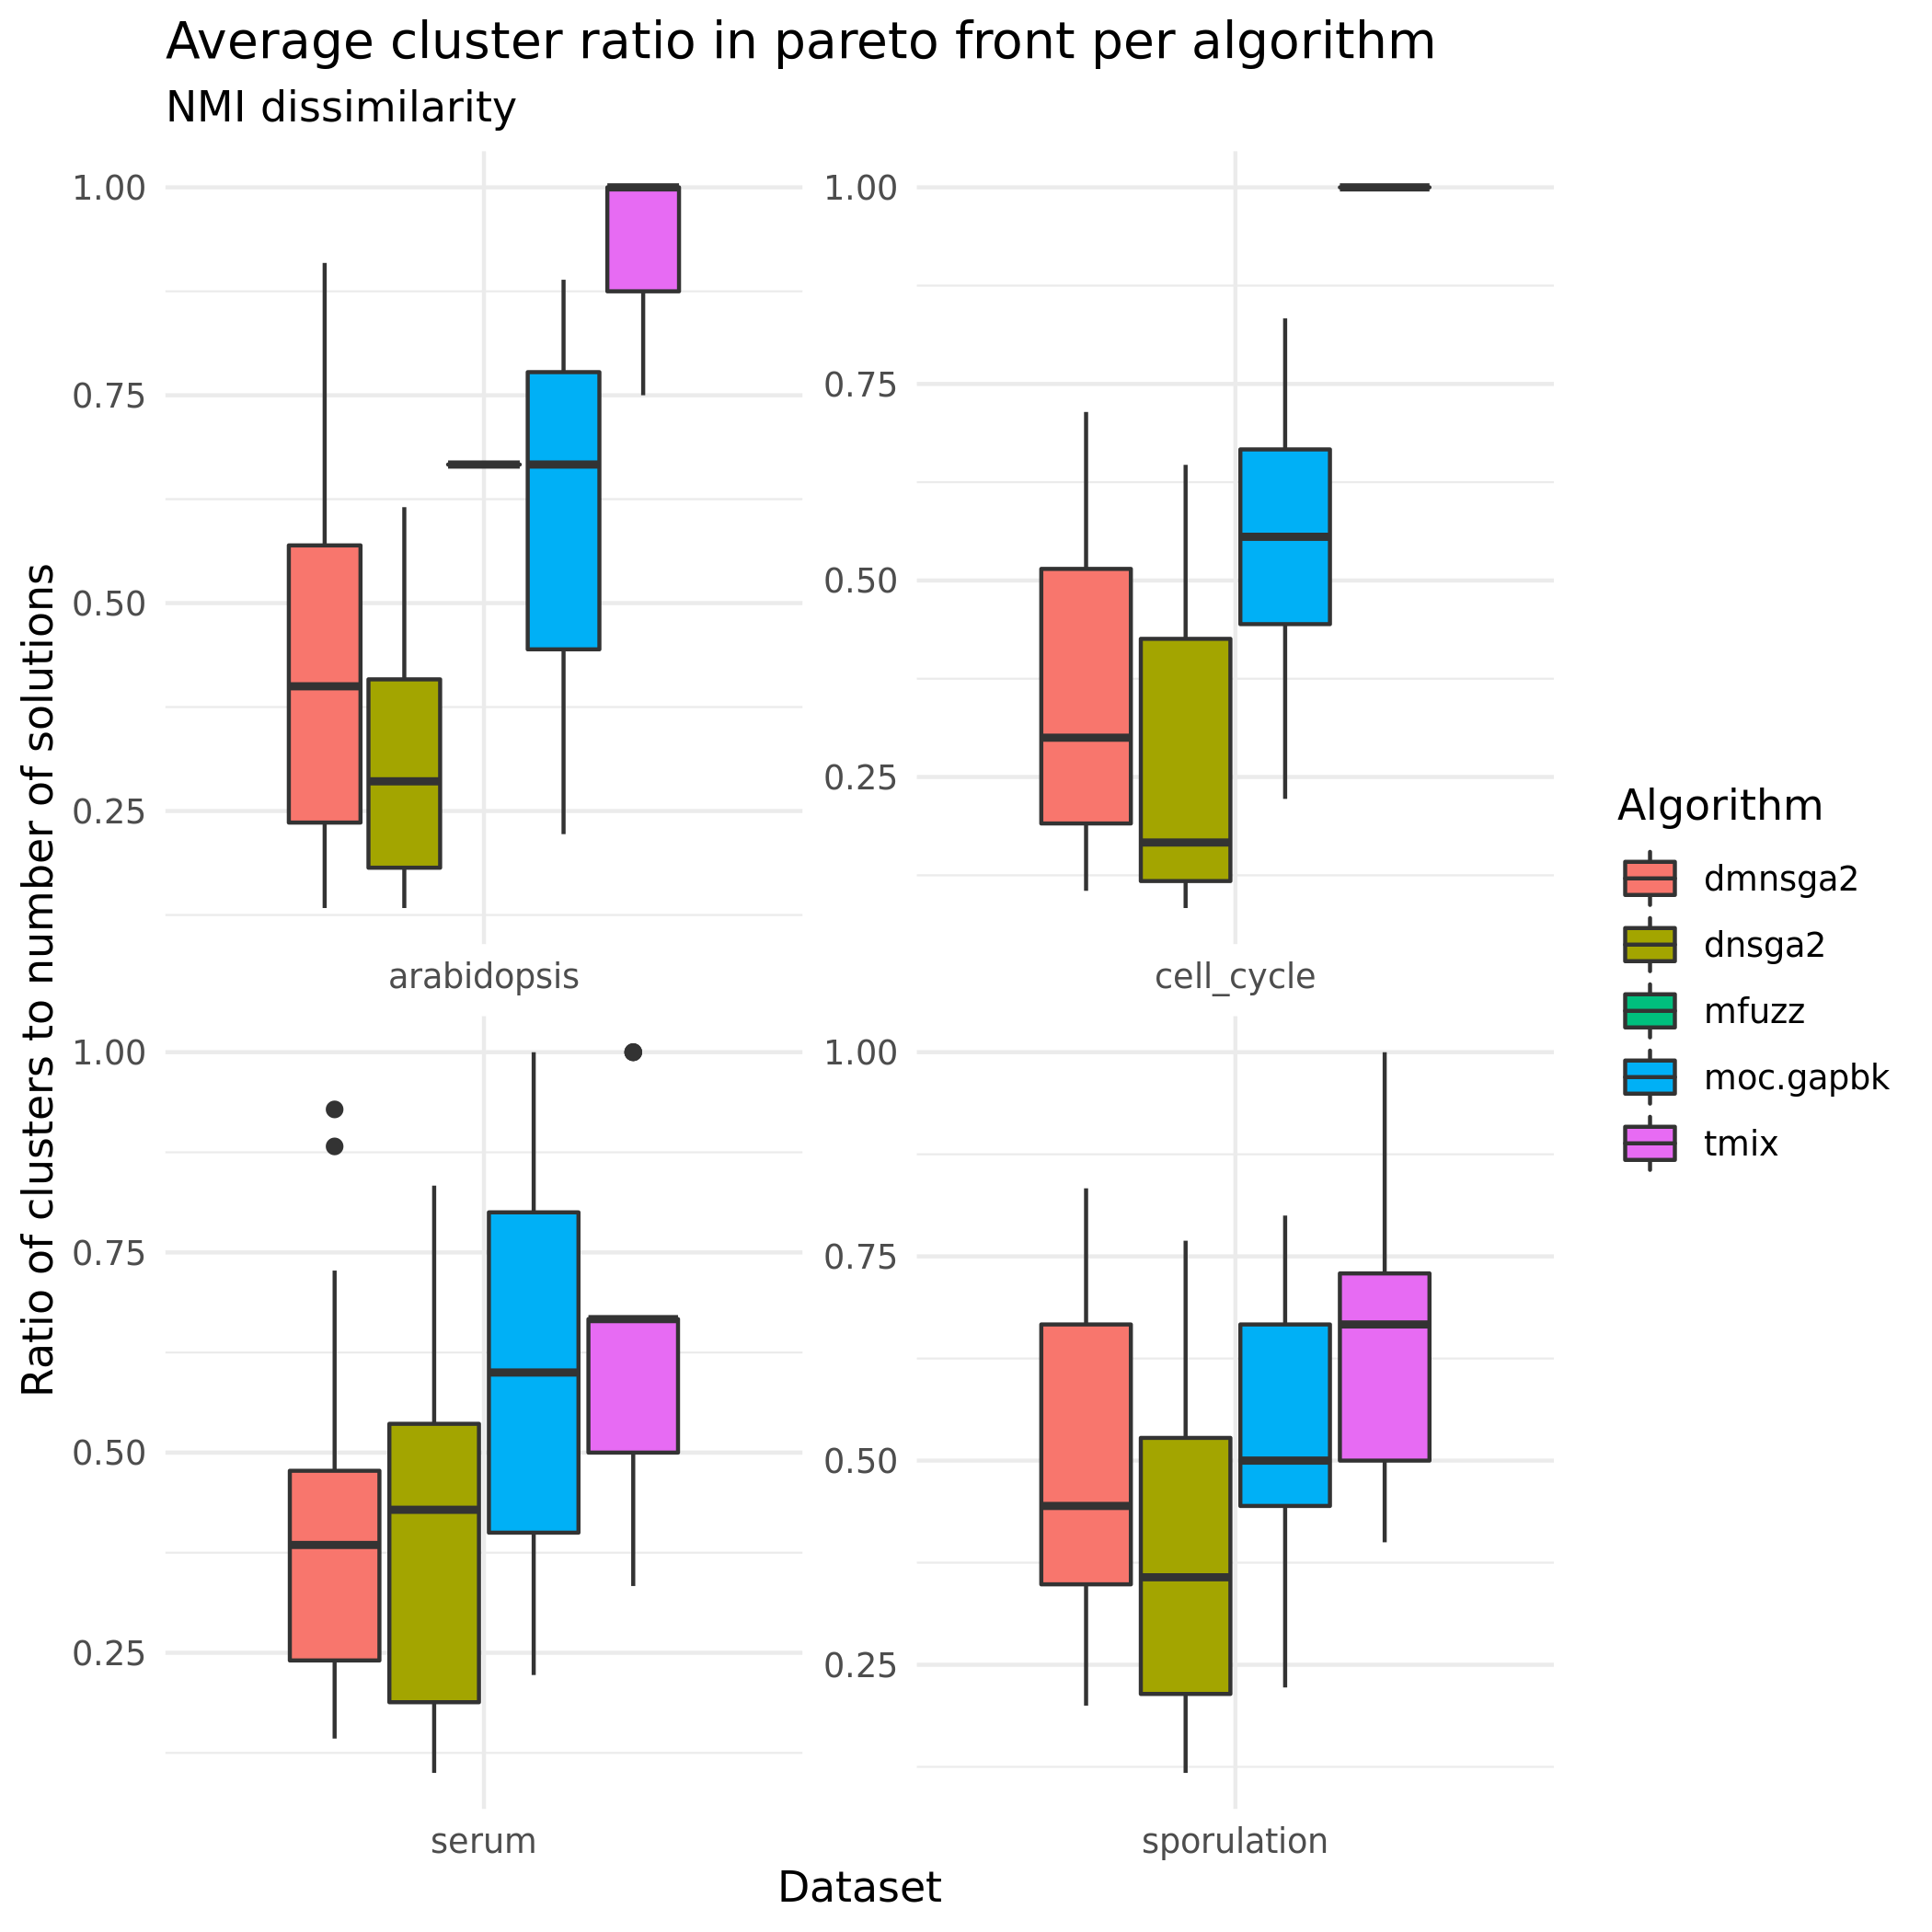 Average cluster ratio in pareto front per algorithm
NMI dissimilarity
Ratio of clusters to number of solutions
1.00
0.75
0.50
0.25
arabidopsis
1.00
0.75
0.50
0.25
cell_cycle
1.00
0.75
0.50
0.25
serum
1.00
0.75
0.50
0.25
sporulation
Dataset
Algorithm
dmnsga2
dnsga2
mfuzz
moc.gapbk
tmix